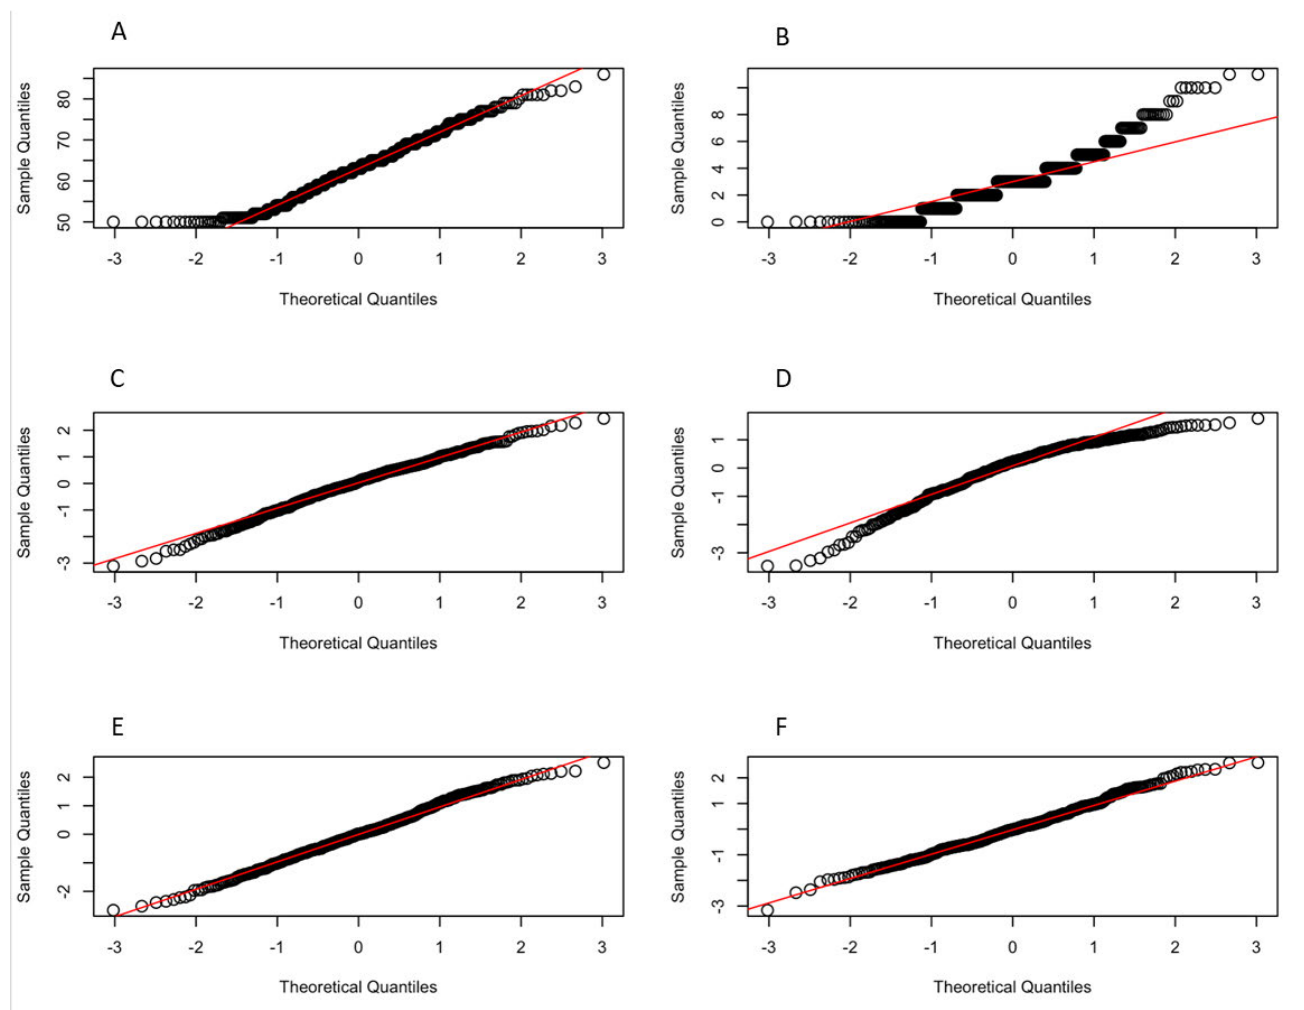 A
B
Sample Quantiles
50 60 70 80
-3 -2 -1 0 1 2 3
Theoretical Quantiles
Sample Quantiles
0 2 4 6 8
-3 -2 -1 0 1 2 3
Theoretical Quantiles
C
D
Sample Quantiles
-3 -1 0 1 2
-3 -2 -1 0 1 2 3
Theoretical Quantiles
Sample Quantiles
-3 -1 0 1
-3 -2 -1 0 1 2 3
Theoretical Quantiles
E
F
Sample Quantiles
-2 0 1 2
-3 -2 -1 0 1 2 3
Theoretical Quantiles
Sample Quantiles
-3 -1 1 2
-3 -2 -1 0 1 2 3
Theoretical Quantiles